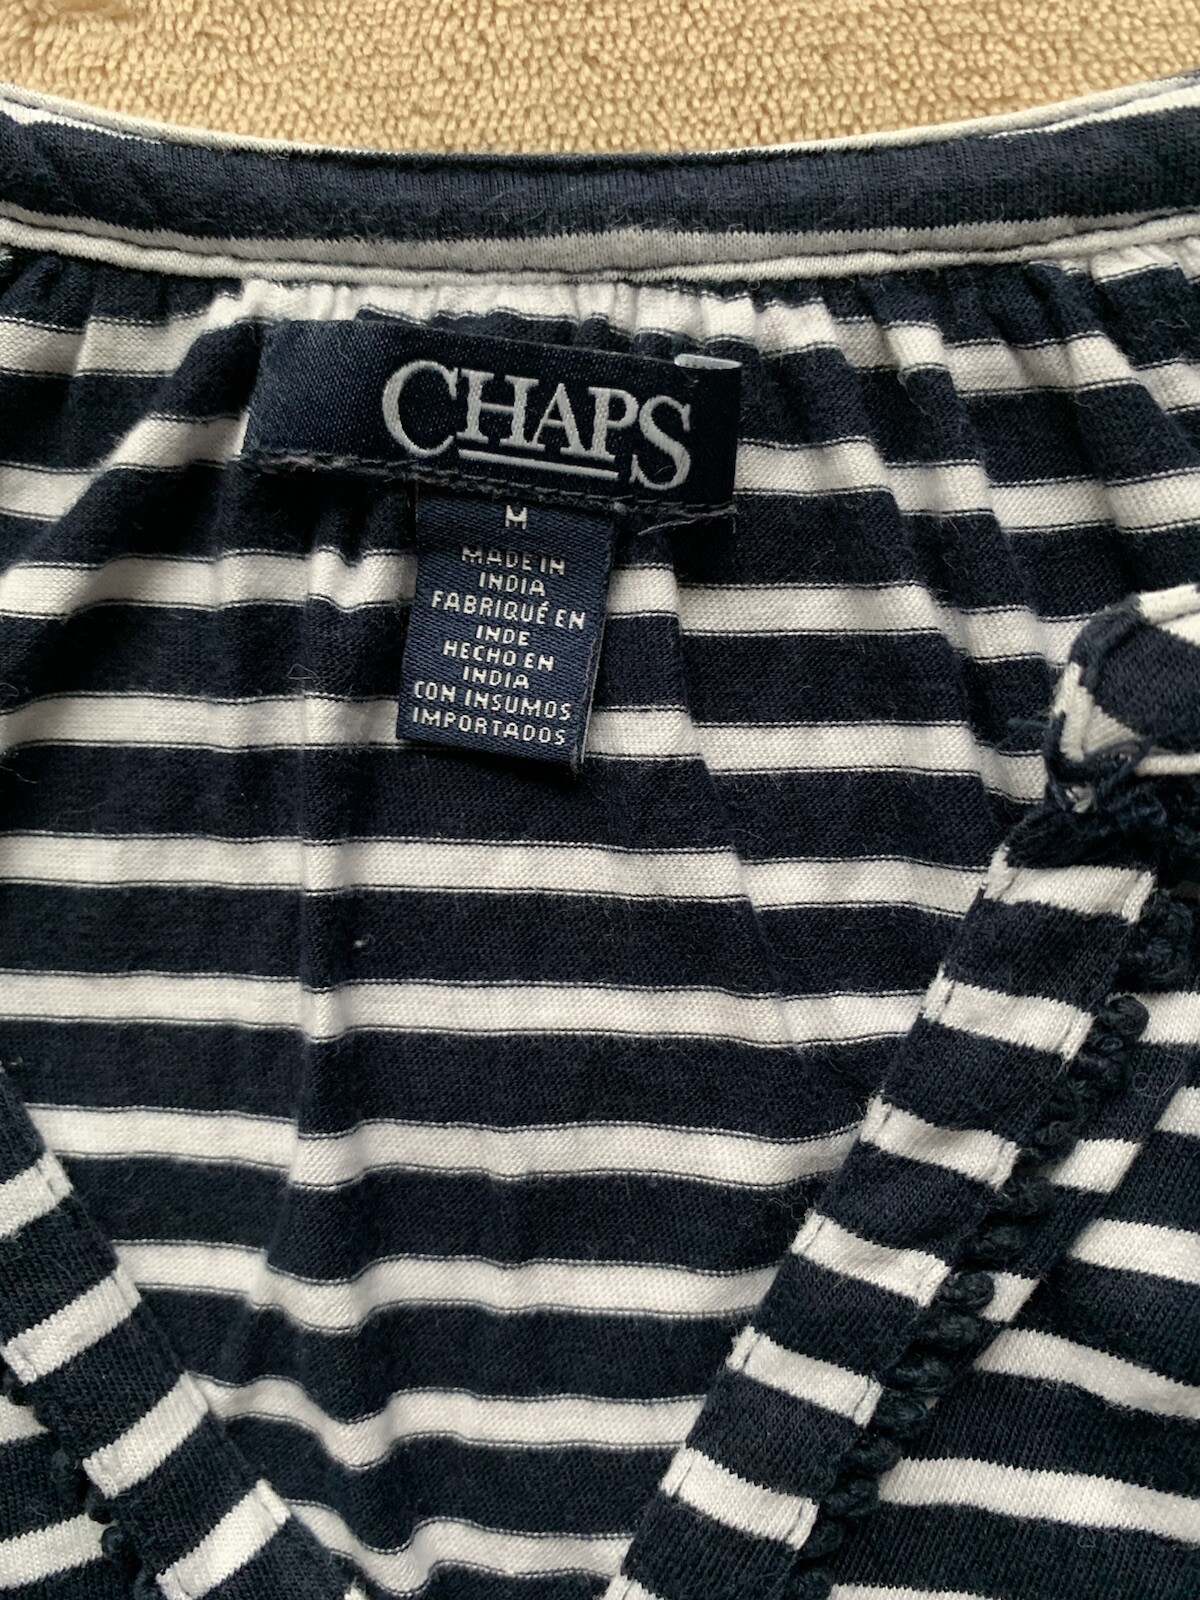 CHAPS
M
MADE IN
INDIA
FABRIQUÉ EN
INDE
HECHO EN
INDIA
CON INSUMOS
IMPORTADOS